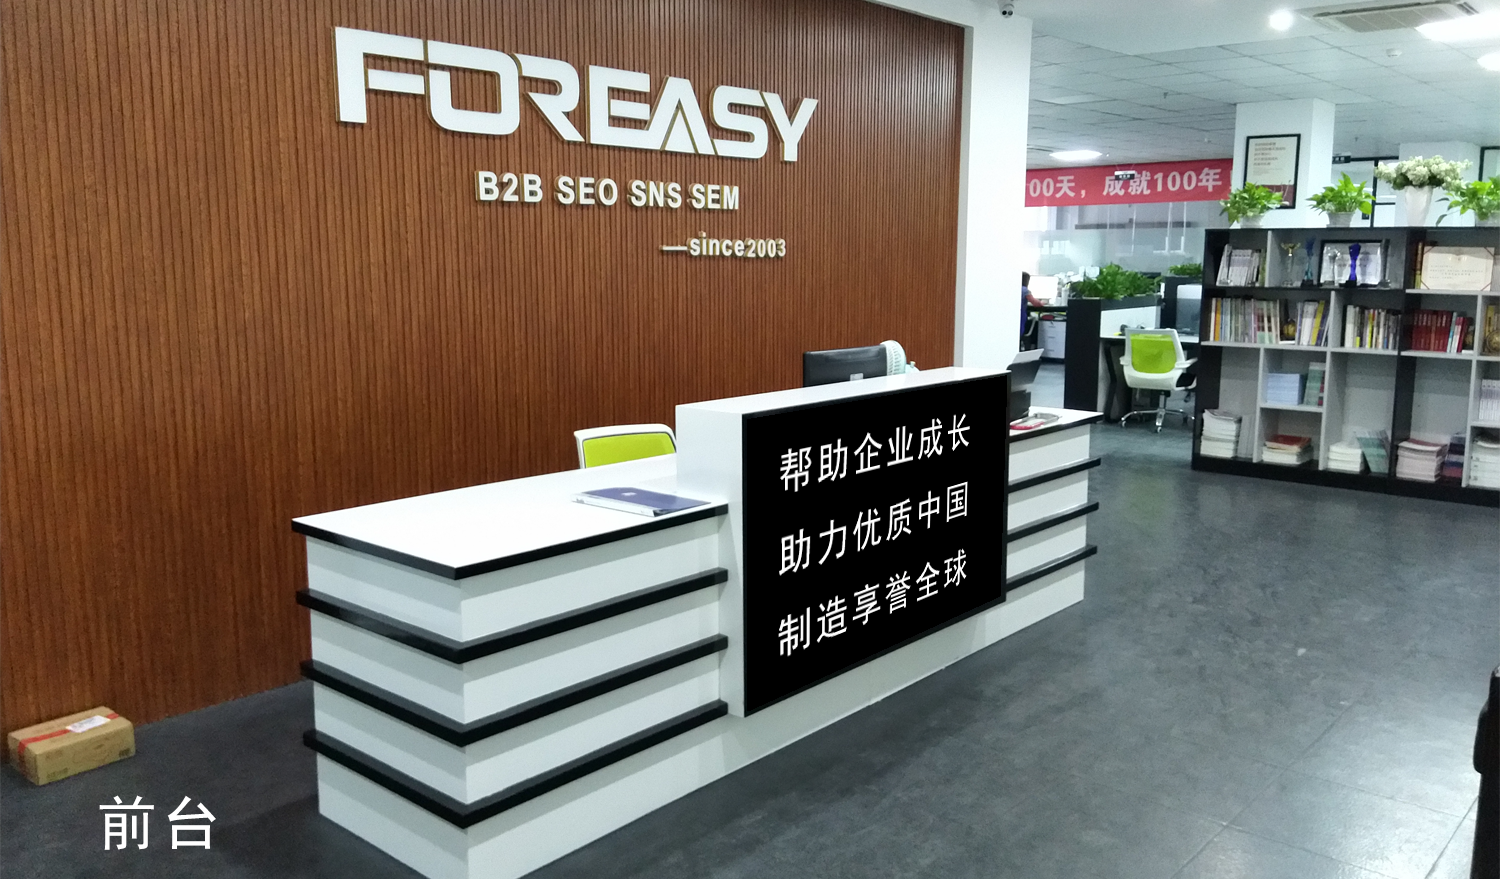 FOREASY
B2B SEO SNS SEM
—since2003
00天，成就100年
帮助企业成长
助力优质中国
制造享誉全球
前台